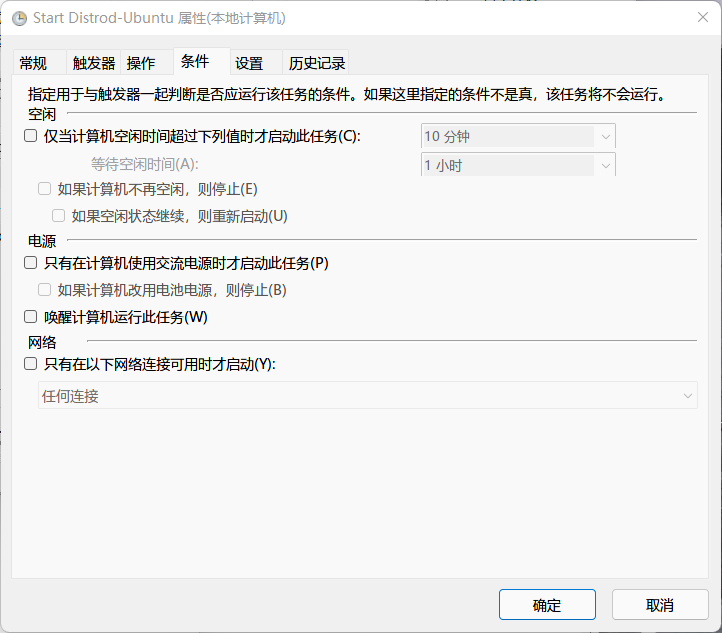 Start Distrod-Ubuntu 属性(本地计算机)
常规 触发器 操作 条件 设置 历史记录
指定用于与触发器一起判断是否应运行该任务的条件。如果这里指定的条件不是真，该任务将不会运行。
空闲
仅当计算机空闲时间超过下列值时才启动此任务(C): 10 分钟
等待空闲时间(A): 1 小时
如果计算机不再空闲，则停止(E)
如果空闲状态继续，则重新启动(U)
电源
只有在计算机使用交流电源时才启动此任务(P)
如果计算机改用电池电源，则停止(B)
唤醒计算机运行此任务(W)
网络
只有在以下网络连接可用时才启动(Y):
任何连接
确定 取消